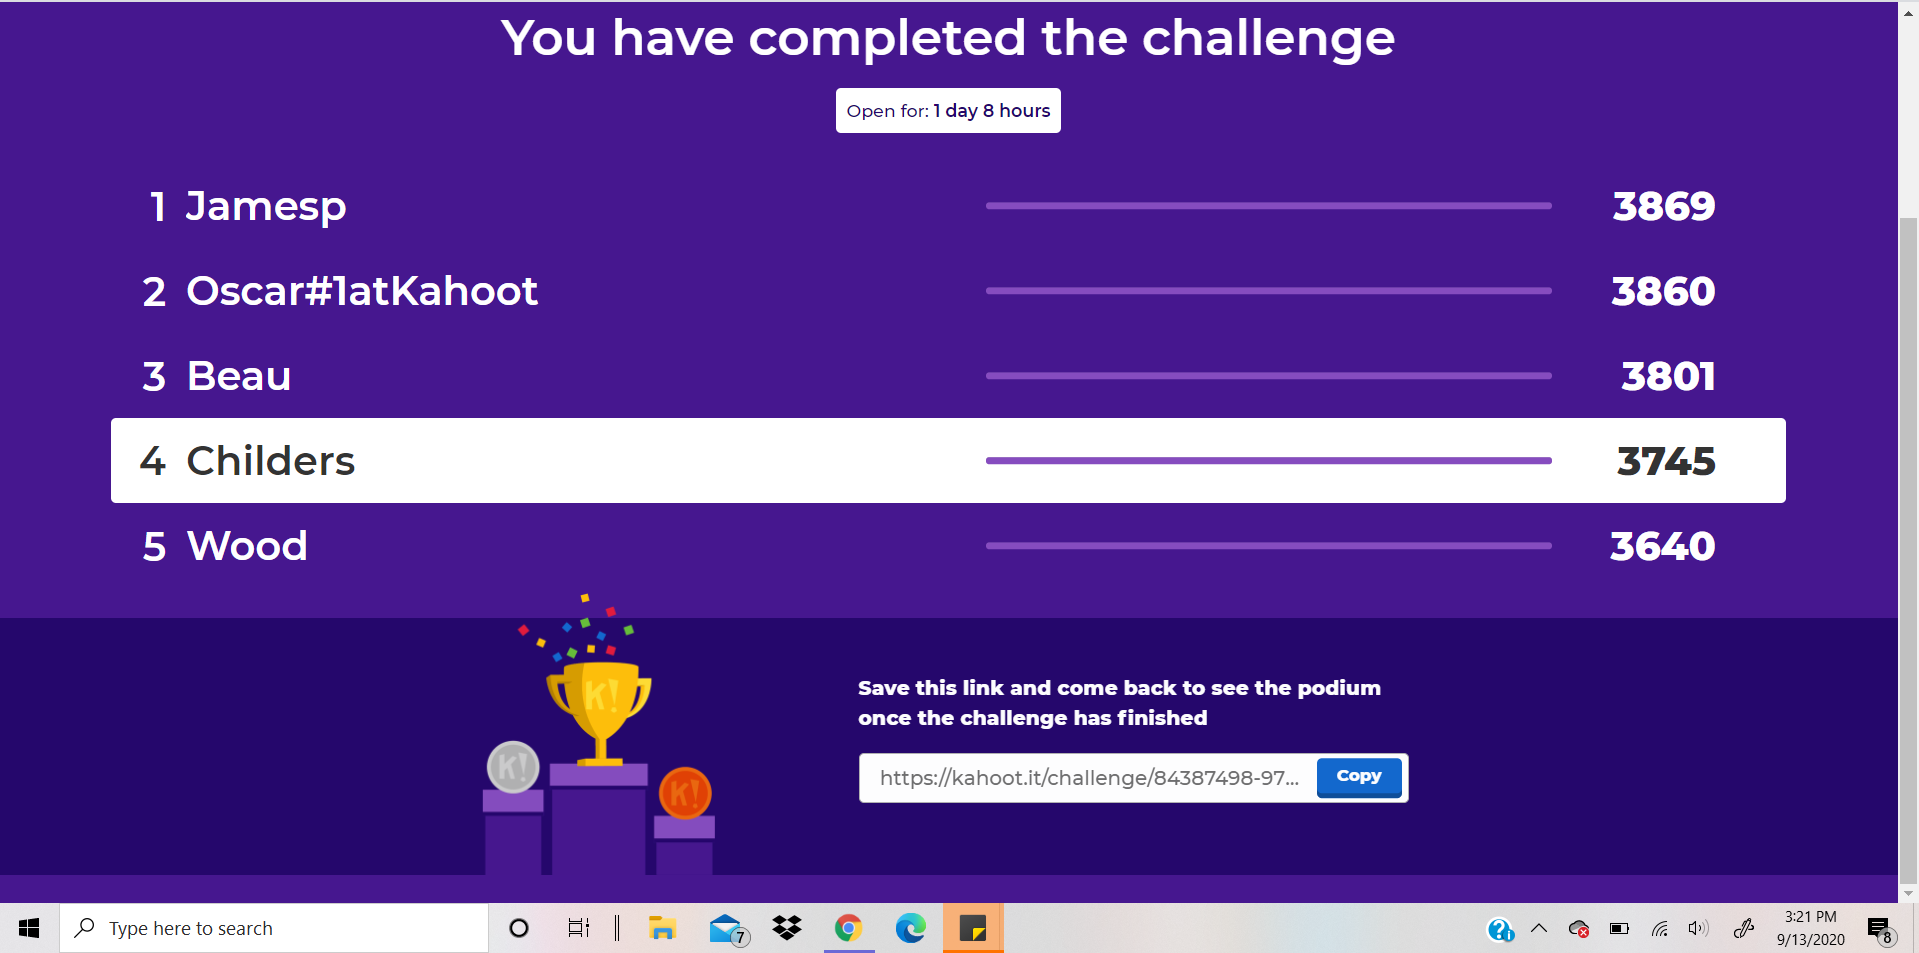 You have completed the challenge
Open for: 1 day 8 hours
1 Jamesp 3869
2 Oscar#1atKahoot 3860
3 Beau 3801
4 Childers 3745
5 Wood 3640
K!
K!
K!
Save this link and come back to see the podium
once the challenge has finished
https://kahoot.it/challenge/84387498-97... Copy
Type here to search
7
3:21 PM
9/13/2020
8